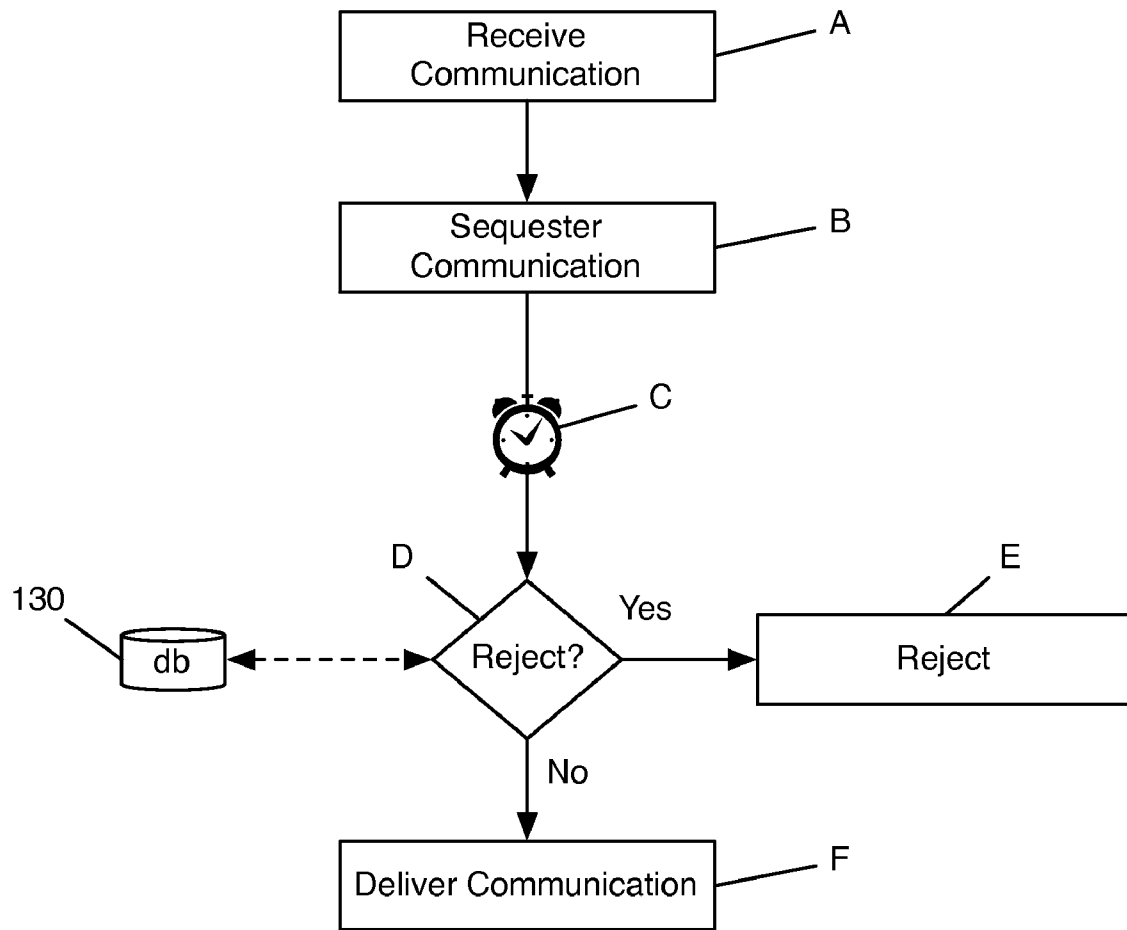 Receive
Communication
A
Sequester
Communication
B
C
D
130
db
Reject?
Yes
E
Reject
No
Deliver Communication
F